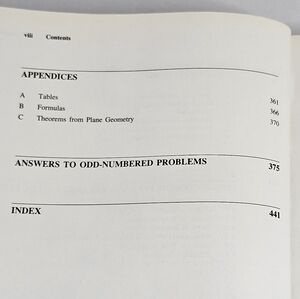 viii Contents
APPENDICES
A Tables 361
B Formulas 366
C Theorems from Plane Geometry 370
ANSWERS TO ODD-NUMBERED PROBLEMS 375
INDEX 441